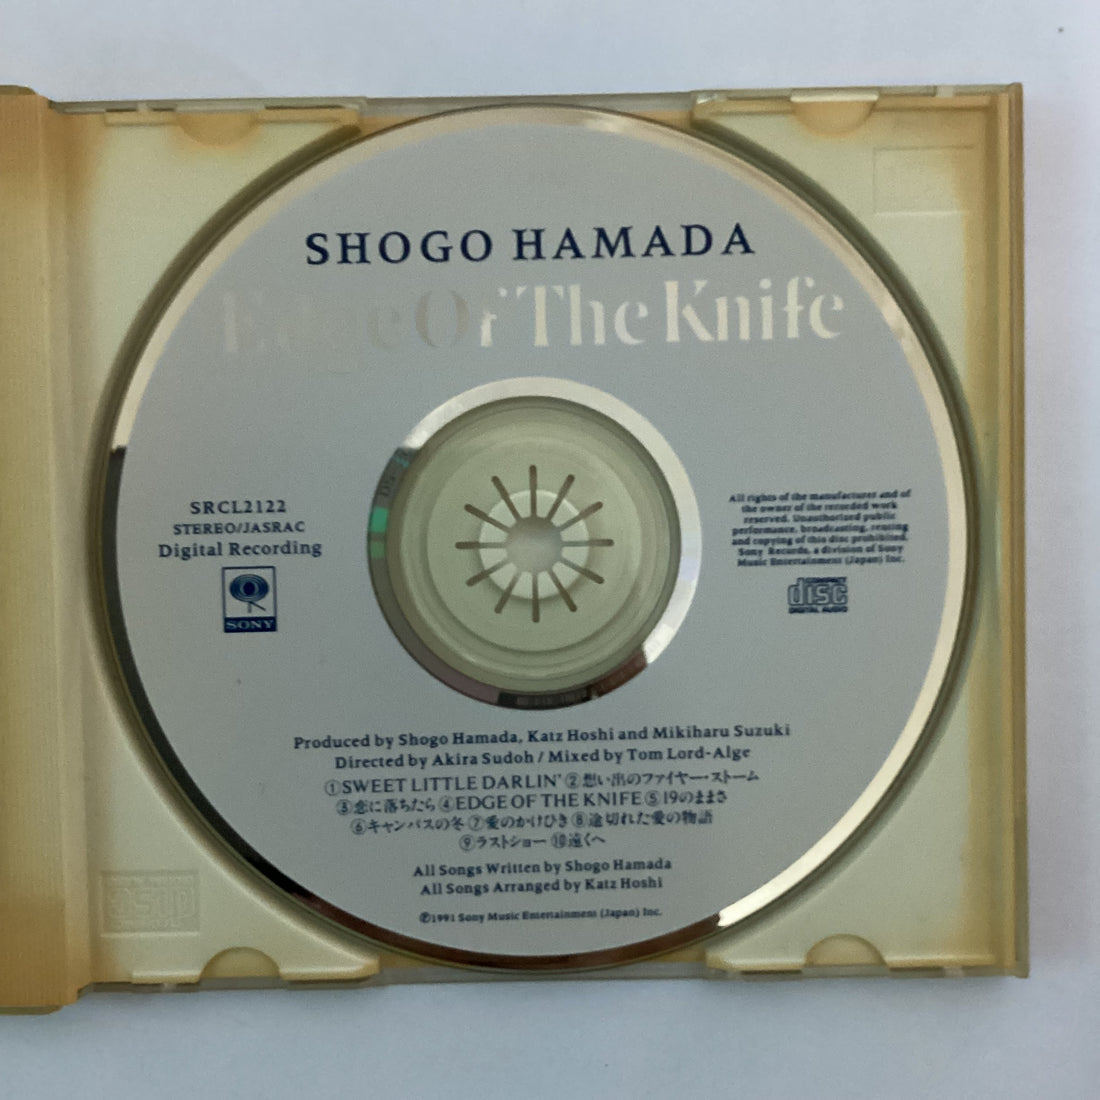 SHOGO HAMADA
Edge Of The Knife
SRCL2122
STEREO/JASRAC
Digital Recording
SONY
All rights of the manufacturer and of
the owner of the recorded work
reserved. Unauthorized public
performance, broadcasting, renting
and copying of this disc prohibited.
Sony Records, a division of Sony
Music Entertainment (Japan) Inc.
COMPACT
disc
DIGITAL AUDIO
Produced by Shogo Hamada, Katz Hoshi and Mikiharu Suzuki
Directed by Akira Sudoh / Mixed by Tom Lord-Alge
①SWEET LITTLE DARLIN' ②想い出のファイヤー・ストーム
③恋に落ちたら ④EDGE OF THE KNIFE ⑤19のままさ
⑥キャンパスの冬 ⑦愛のかけひき ⑧途切れた愛の物語
⑨ラストショー ⑩遠くへ
All Songs Written by Shogo Hamada
All Songs Arranged by Katz Hoshi
Ⓟ1991 Sony Music Entertainment (Japan) Inc.